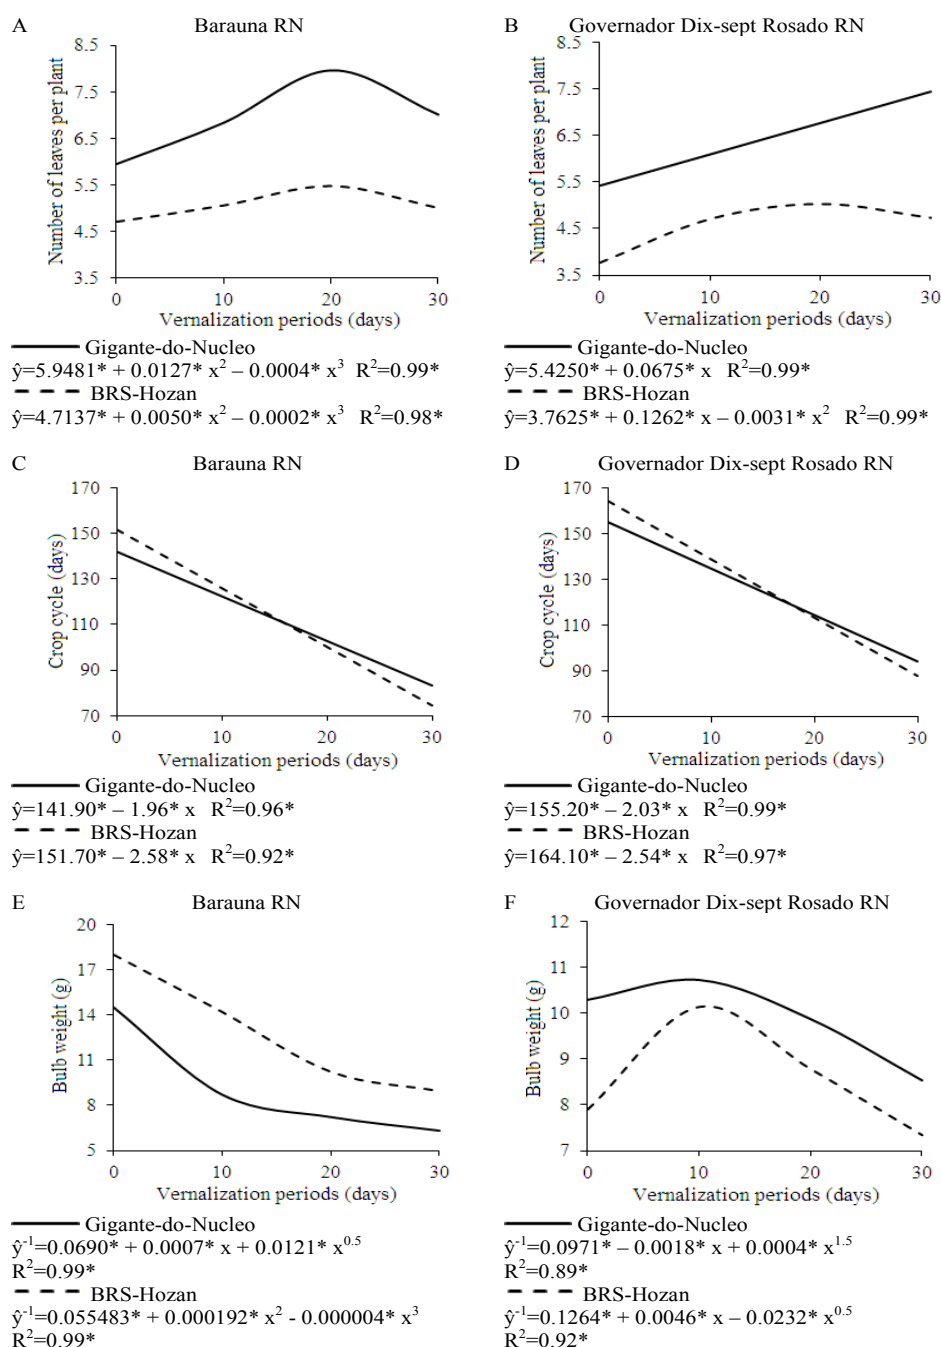 A Barauna RN
8.5
7.5
6.5
5.5
4.5
3.5
Number of leaves per plant
0 10 20 30
Vernalization periods (days)
Gigante-do-Nucleo
ŷ=5.9481* + 0.0127* x² – 0.0004* x³ R²=0.99*
BRS-Hozan
ŷ=4.7137* + 0.0050* x² – 0.0002* x³ R²=0.98*
B Governador Dix-sept Rosado RN
8.5
7.5
6.5
5.5
4.5
3.5
Number of leaves per plant
0 10 20 30
Vernalization periods (days)
Gigante-do-Nucleo
ŷ=5.4250* + 0.0675* x R²=0.99*
BRS-Hozan
ŷ=3.7625* + 0.1262* x – 0.0031* x² R²=0.99*
C Barauna RN
170
150
130
110
90
70
Crop cycle (days)
0 10 20 30
Vernalization periods (days)
Gigante-do-Nucleo
ŷ=141.90* – 1.96* x R²=0.96*
BRS-Hozan
ŷ=151.70* – 2.58* x R²=0.92*
D Governador Dix-sept Rosado RN
170
150
130
110
90
70
Crop cycle (days)
0 10 20 30
Vernalization periods (days)
Gigante-do-Nucleo
ŷ=155.20* – 2.03* x R²=0.99*
BRS-Hozan
ŷ=164.10* – 2.54* x R²=0.97*
E Barauna RN
20
17
14
11
8
5
Bulb weight (g)
0 10 20 30
Vernalization periods (days)
Gigante-do-Nucleo
ŷ⁻¹=0.0690* + 0.0007* x + 0.0121* x⁰·⁵
R²=0.99*
BRS-Hozan
ŷ⁻¹=0.055483* + 0.000192* x² - 0.000004* x³
R²=0.99*
F Governador Dix-sept Rosado RN
12
11
10
9
8
7
Bulb weight (g)
0 10 20 30
Vernalization periods (days)
Gigante-do-Nucleo
ŷ⁻¹=0.0971* – 0.0018* x + 0.0004* x¹·⁵
R²=0.89*
BRS-Hozan
ŷ⁻¹=0.1264* + 0.0046* x – 0.0232* x⁰·⁵
R²=0.92*